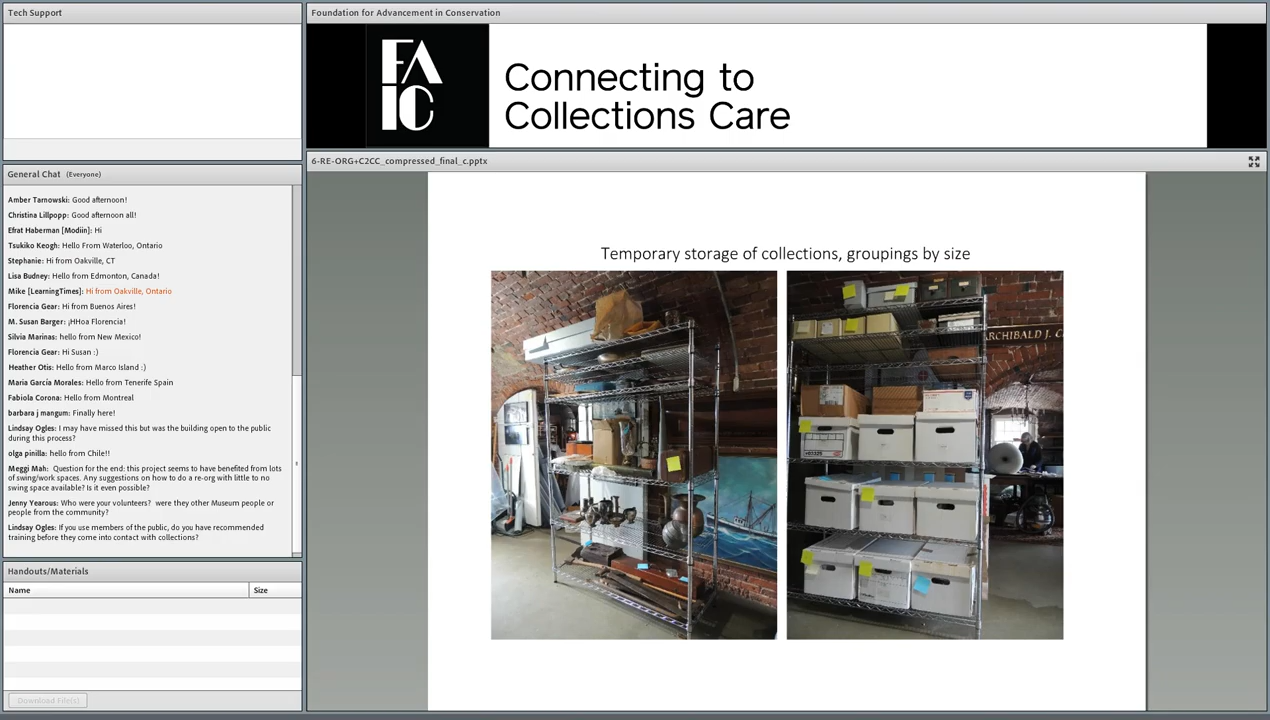 Tech Support
Foundation for Advancement in Conservation
FA
IC
Connecting to
Collections Care
6-RE-ORG+C2CC_compressed_final_c.pptx
General Chat (Everyone)
Amber Tarnowski: Good afternoon!
Christina Lillpopp: Good afternoon all!
Efrat Haberman [Modiin]: Hi
Tsukiko Keogh: Hello From Waterloo, Ontario
Stephanie: Hi from Oakville, CT
Lisa Budney: Hello from Edmonton, Canada!
Mike [LearningTimes]: Hi from Oakville, Ontario
Florencia Gear: Hi from Buenos Aires!
M. Susan Barger: ¡HHoa Florencia!
Silvia Marinas: hello from New Mexico!
Florencia Gear: Hi Susan :)
Heather Otis: Hello from Marco Island :)
Maria García Morales: Hello from Tenerife Spain
Fabiola Corona: Hello from Montreal
barbara j mangum: Finally here!
Lindsay Ogles: I may have missed this but was the building open to the public
during this process?
olga pinilla: hello from Chile!!
Meggi Mah: Question for the end: this project seems to have benefited from lots
of swing/work spaces. Any suggestions on how to do a re-org with little to no
swing space available? Is it even possible?
Jenny Yearous: Who were your volunteers? were they other Museum people or
people from the community?
Lindsay Ogles: If you use members of the public, do you have recommended
training before they come into contact with collections?
Temporary storage of collections, groupings by size
ARCHIBALD J. C
Handouts/Materials
Name
Size
Download File(s)